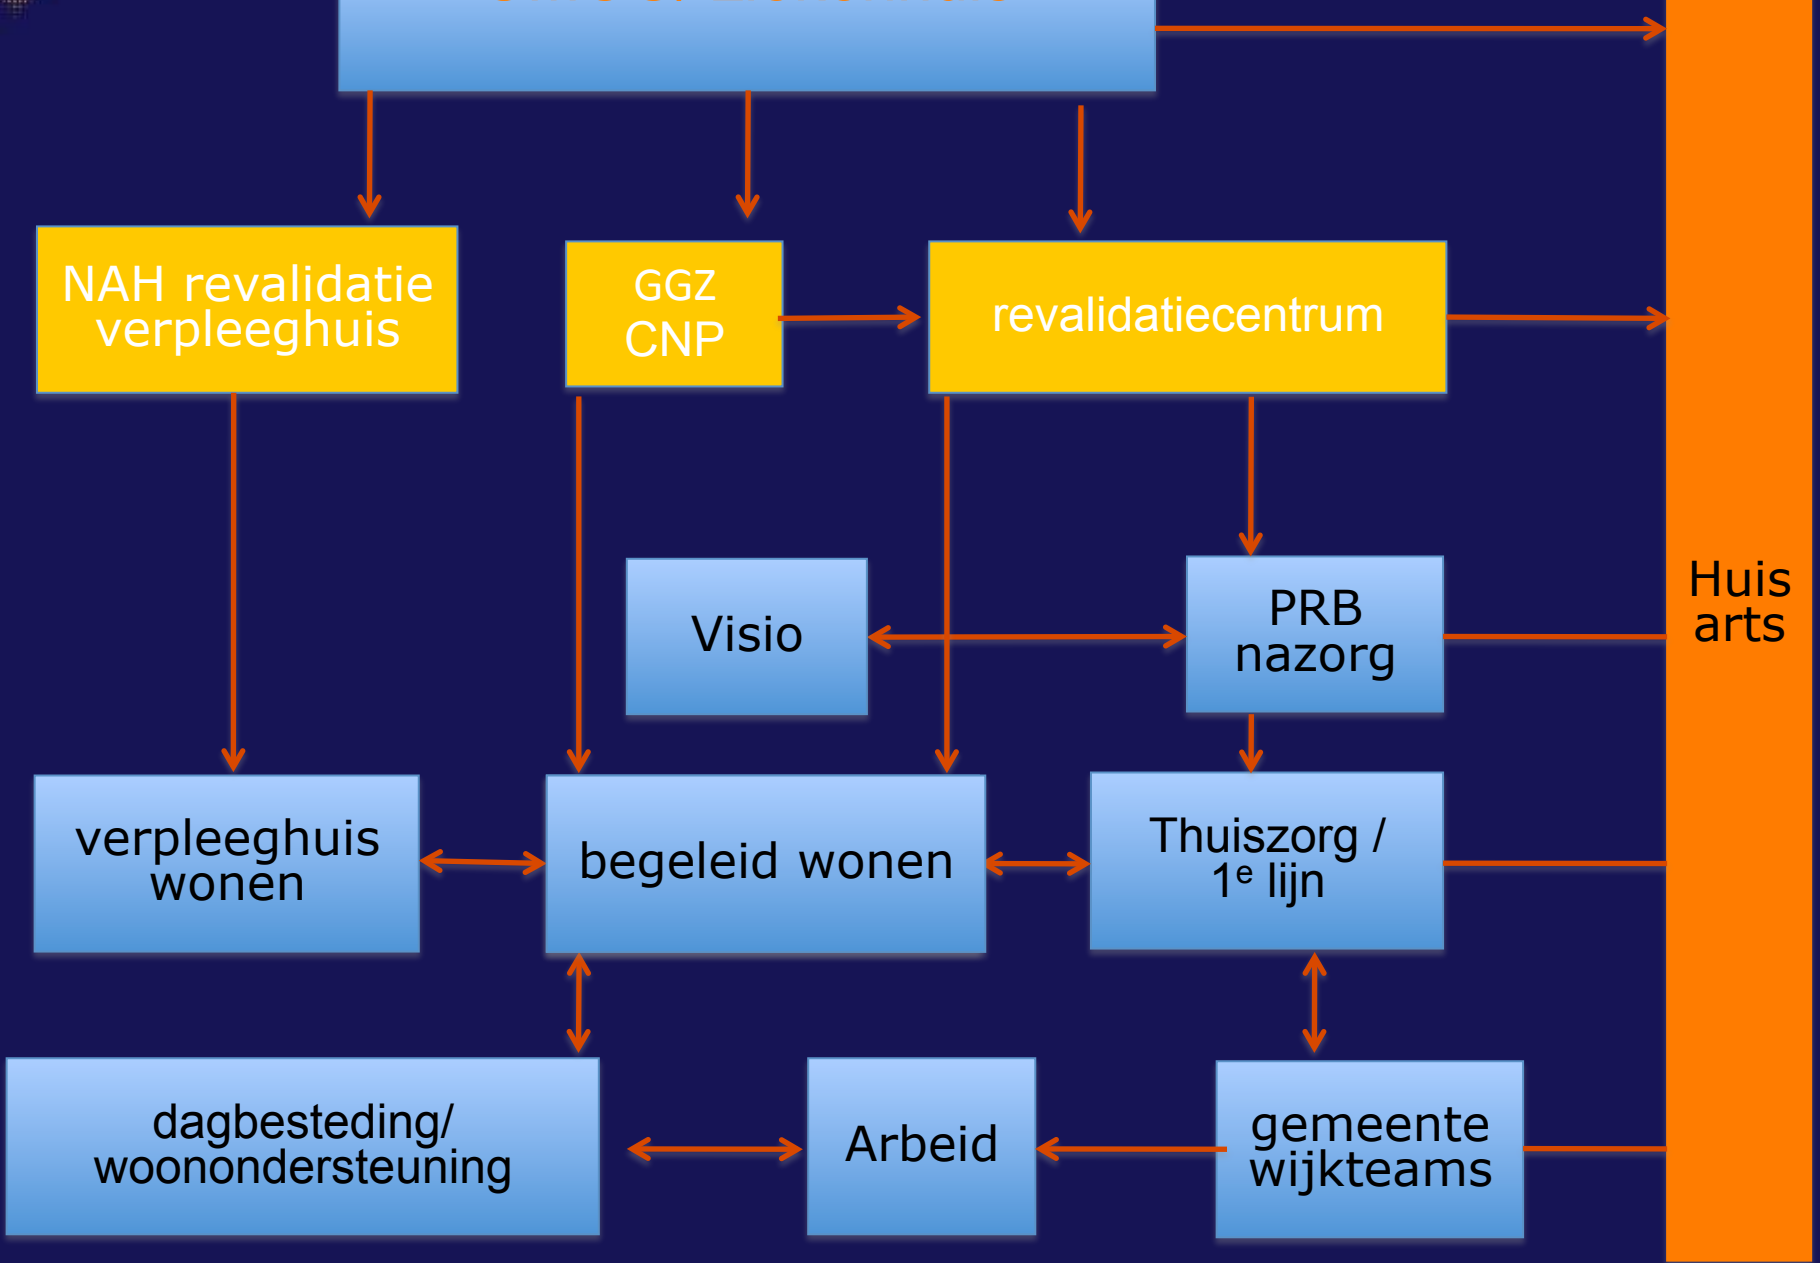 NAH revalidatie
verpleeghuis
GGZ
CNP
revalidatiecentrum
Visio
PRB
nazorg
Huis
arts
verpleeghuis
wonen
begeleid wonen
Thuiszorg /
1e lijn
dagbesteding/
woonondersteuning
Arbeid
gemeente
wijkteams